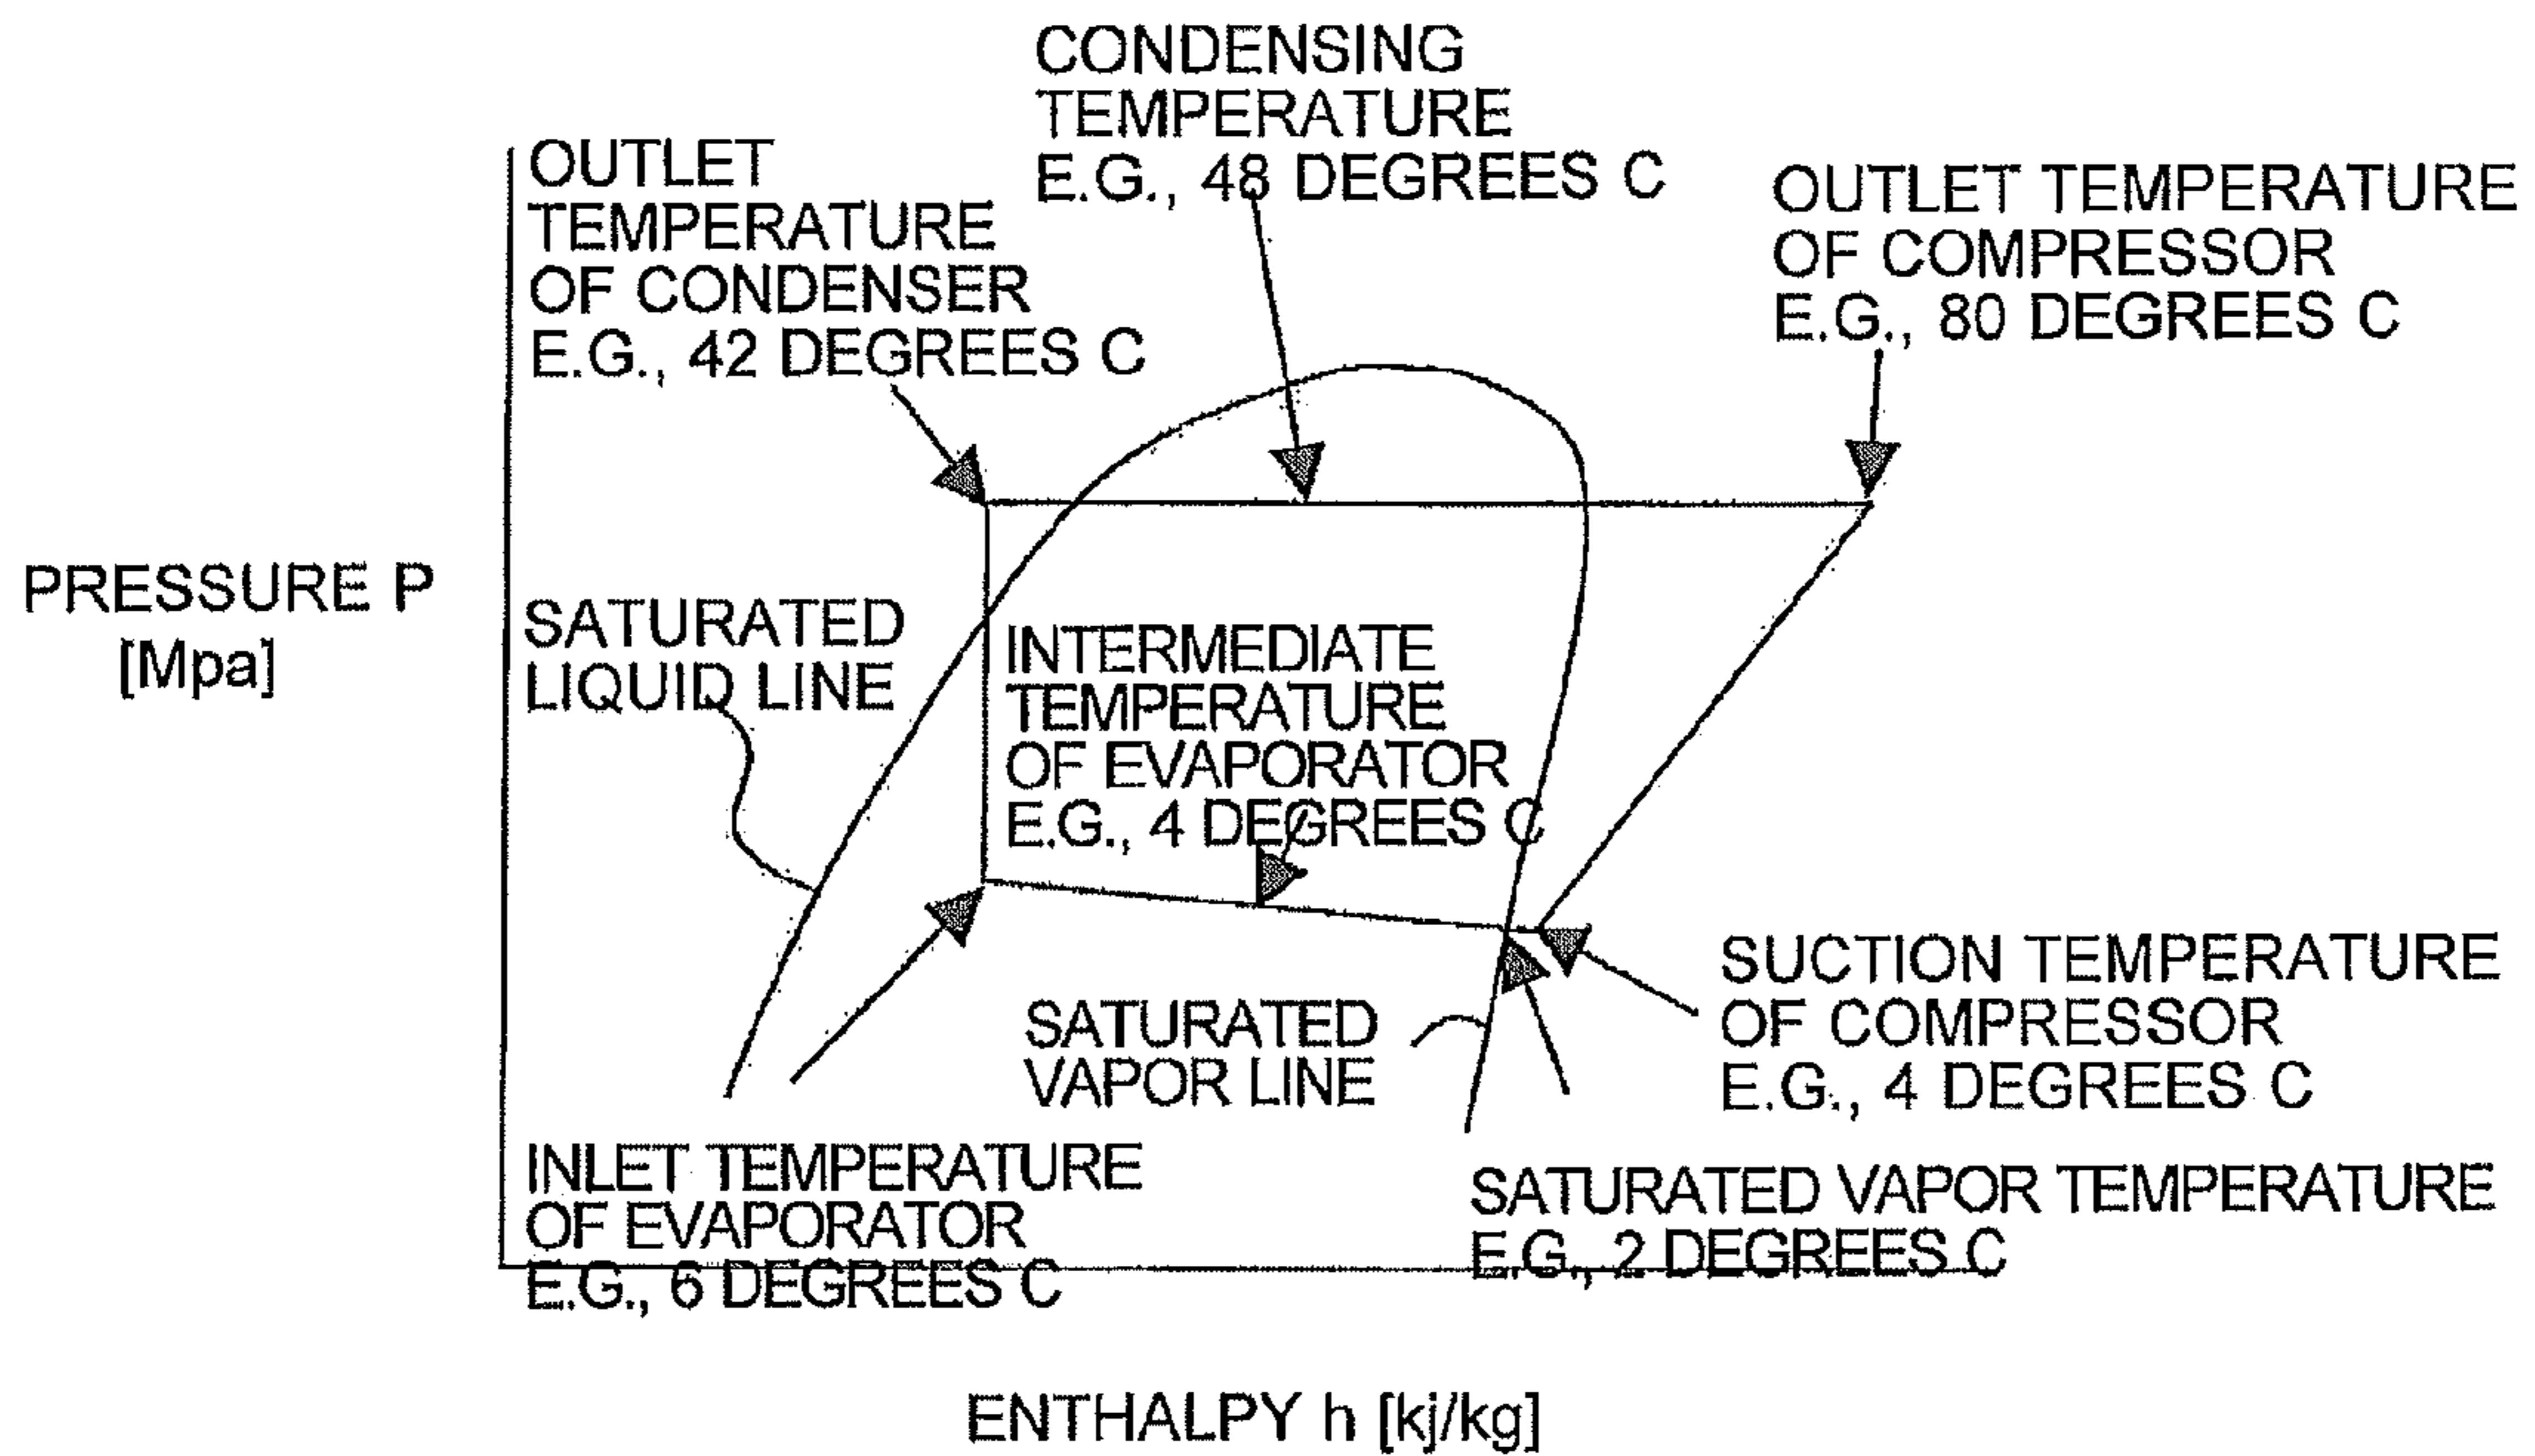 CONDENSING
TEMPERATURE
E.G., 48 DEGREES C
OUTLET
TEMPERATURE
OF CONDENSER
E.G., 42 DEGREES C
OUTLET TEMPERATURE
OF COMPRESSOR
E.G., 80 DEGREES C
PRESSURE P
[Mpa]
SATURATED
LIQUID LINE
INTERMEDIATE
TEMPERATURE
OF EVAPORATOR
E.G., 4 DEGREES C
SUCTION TEMPERATURE
OF COMPRESSOR
E.G., 4 DEGREES C
SATURATED
VAPOR LINE
INLET TEMPERATURE
OF EVAPORATOR
E.G., 6 DEGREES C
SATURATED VAPOR TEMPERATURE
E.G., 2 DEGREES C
ENTHALPY h [kj/kg]